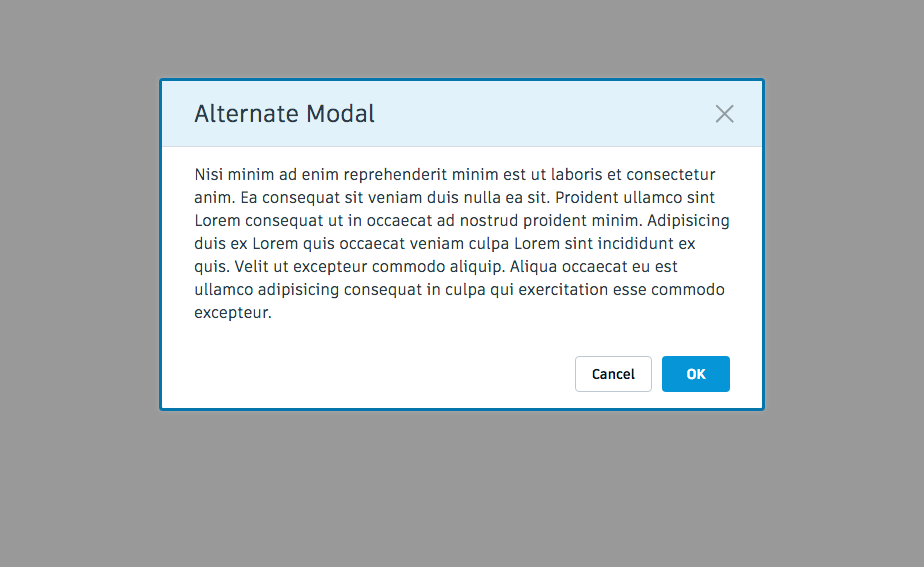 Alternate Modal
Nisi minim ad enim reprehenderit minim est ut laboris et consectetur
anim. Ea consequat sit veniam duis nulla ea sit. Proident ullamco sint
Lorem consequat ut in occaecat ad nostrud proident minim. Adipisicing
duis ex Lorem quis occaecat veniam culpa Lorem sint incididunt ex
quis. Velit ut excepteur commodo aliquip. Aliqua occaecat eu est
ullamco adipisicing consequat in culpa qui exercitation esse commodo
excepteur.
Cancel OK